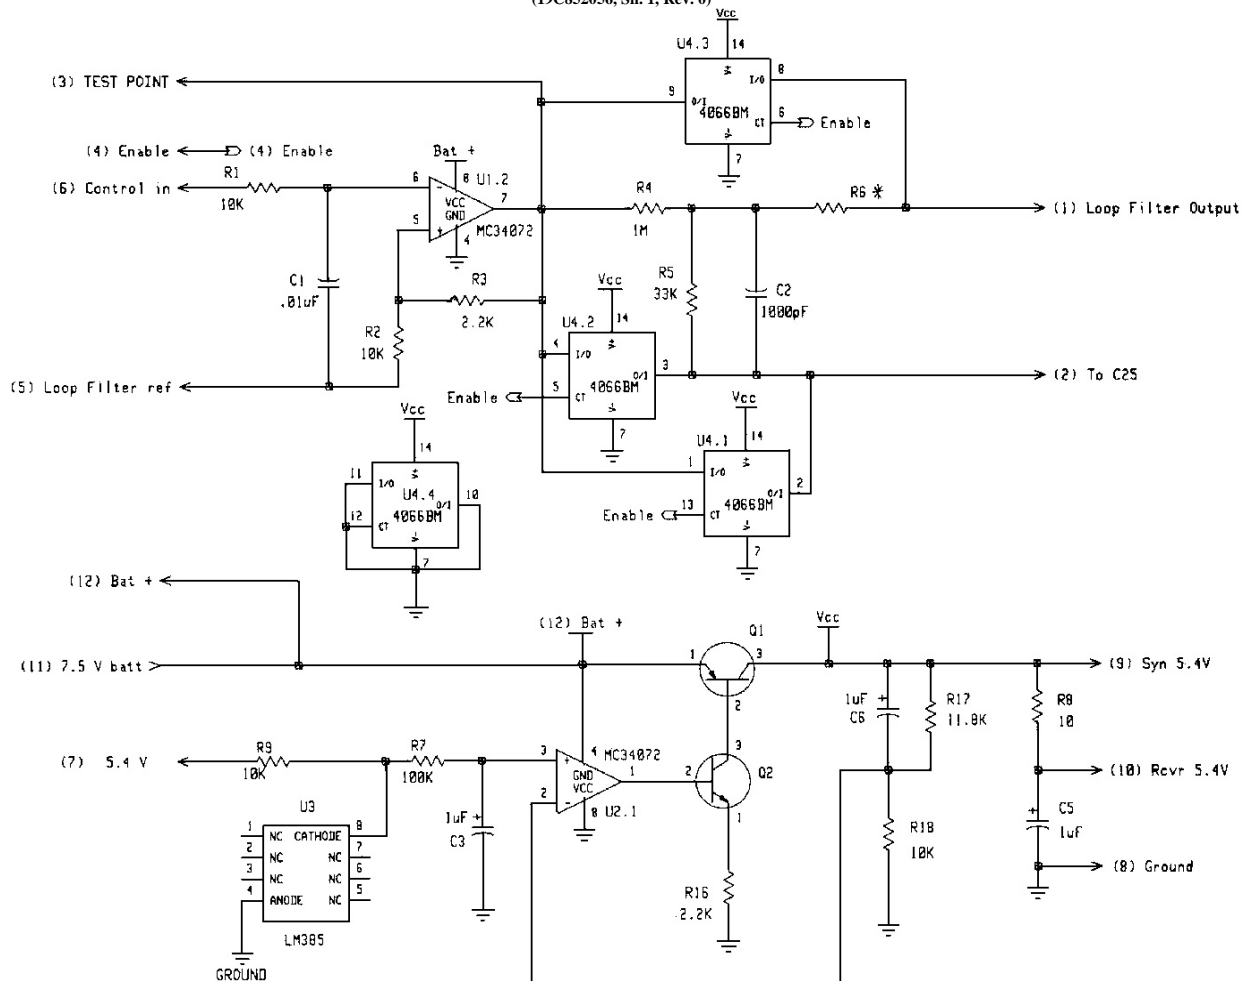 (19C852056, Sh. 1, Rev. 6)
Vcc
U4.3
14
V+
(3) TEST POINT
9
O/I
I/O
8
4066BM
CT
6
Enable
V-
7
(4) Enable
(4) Enable
Bat +
(6) Control in
R1
10K
6
8
U1.2
VCC
GND
7
5
4
MC34072
R4
1M
R6 *
(1) Loop Filter Output
C1
.01uF
R3
2.2K
R2
10K
Vcc
14
U4.2
R5
33K
C2
1000pF
4
I/O
V+
O/I
3
4066BM
5
CT
Enable
V-
7
(5) Loop Filter ref
(2) To C25
Vcc
14
V+
11
I/O
U4.4
O/I
10
12
CT
4066BM
V-
7
Vcc
14
U4.1
1
I/O
V+
O/I
2
4066BM
Enable
13
CT
V-
7
(12) Bat +
(12) Bat +
(11) 7.5 V batt
1
Q1
3
2
Vcc
(9) Syn 5.4V
1uF +
C6
R17
11.8K
R8
10
(7) 5.4 V
R9
10K
R7
100K
3
4
MC34072
GND
VCC
1
2
8
U2.1
3
2
Q2
1
(10) Rcvr 5.4V
1uF +
C3
+
C5
1uF
R18
10K
(8) Ground
U3
1
NC
CATHODE
8
2
NC
NC
7
3
NC
NC
6
4
ANODE
NC
5
LM385
GROUND
R16
2.2K